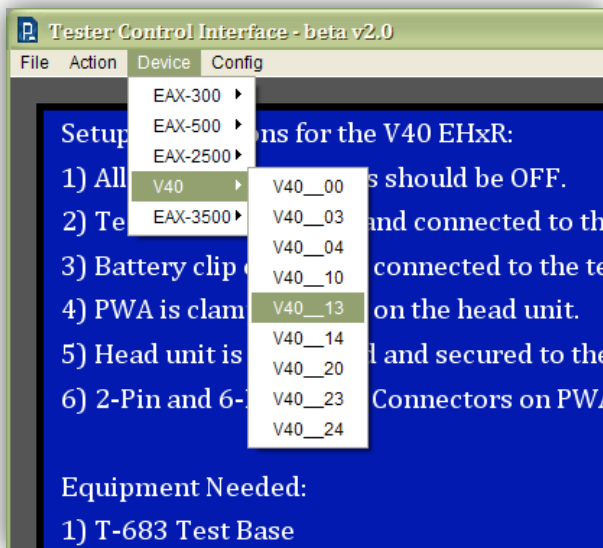 Tester Control Interface - beta v2.0
File Action Device Config
EAX-300
EAX-500
EAX-2500
V40
EAX-3500
V40__00
V40__03
V40__04
V40__10
V40__13
V40__14
V40__20
V40__23
V40__24
Setup ns for the V40 EHxR:
1) All s should be OFF.
2) Te and connected to th
3) Battery clip connected to the te
4) PWA is clam on the head unit.
5) Head unit is and secured to the
6) 2-Pin and 6- Connectors on PWA
Equipment Needed:
1) T-683 Test Base